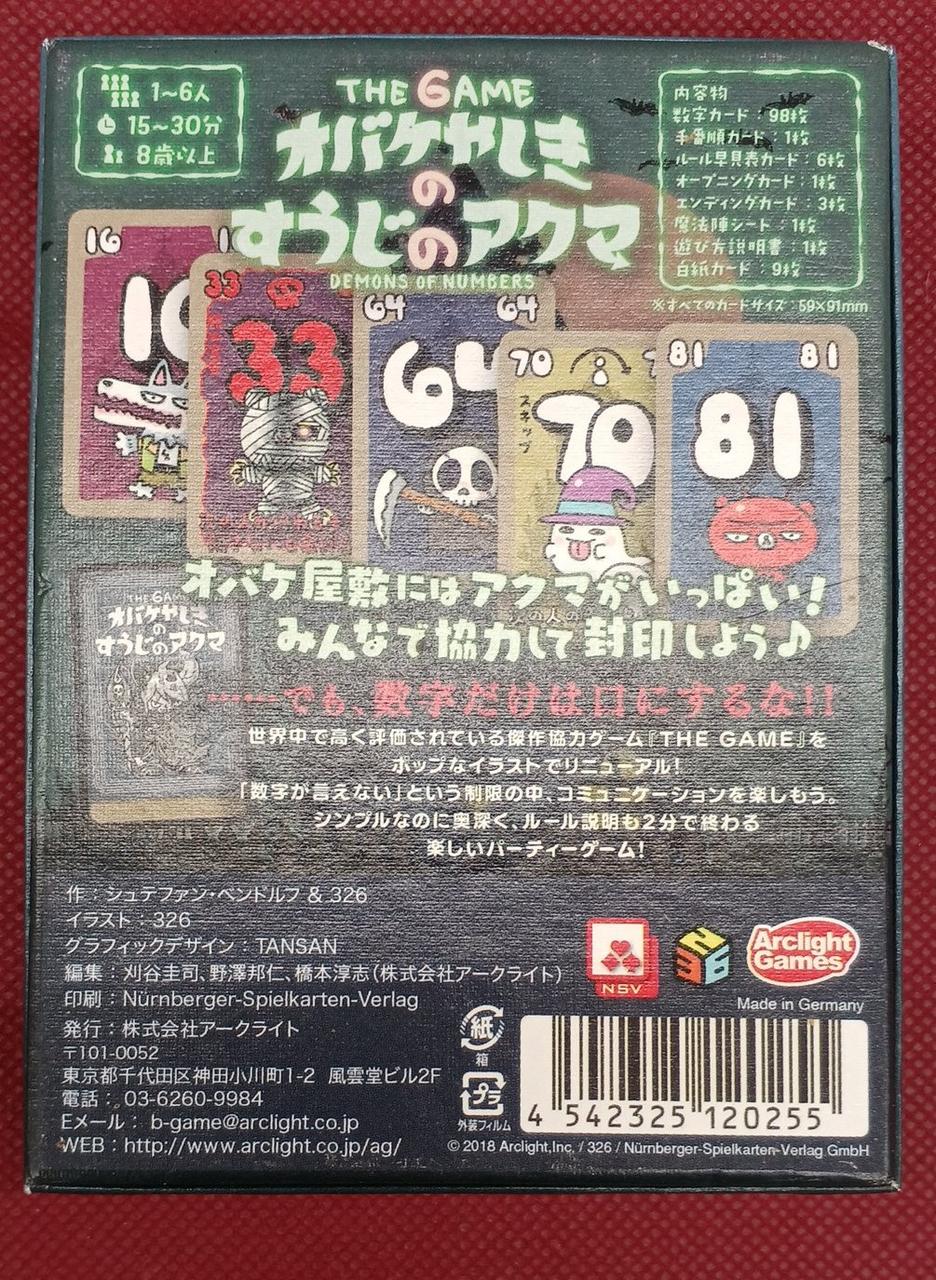 1~6人
15~30分
8歳以上
THE GAME
オバケやしき
の
すうじのアクマ
DEMONS OF NUMBERS
内容物
数字カード：98枚
手番順カード：1枚
ルール早見表カード：6枚
オープニングカード：1枚
エンディングカード：3枚
魔法陣シート：1枚
遊び方説明書：1枚
白紙カード：9枚
※すべてのカードサイズ：59×91mm
16
16
33
33
64
64
64
70
スキップ
70
81
81
81
オバケ屋敷にはアクマがいっぱい!
みんなで協力して封印しよう♪
THE GAME
オバケやしき
の
すうじのアクマ
……でも、数字だけは口にするな!!
世界中で高く評価されている傑作協力ゲーム『THE GAME』を
ポップなイラストでリニューアル!
「数字が言えない」という制限の中、コミュニケーションを楽しもう。
シンプルなのに奥深く、ルール説明も2分で終わる
楽しいパーティーゲーム!
作：シュテファン・ベンドルフ & 326
イラスト：326
グラフィックデザイン：TANSAN
編集：刈谷圭司、野澤邦仁、橋本淳志(株式会社アークライト)
印刷：Nürnberger-Spielkarten-Verlag
発行：株式会社アークライト
〒101-0052
東京都千代田区神田小川町1-2 風雲堂ビル2F
電話：03-6260-9984
Eメール：b-game@arclight.co.jp
WEB：http://www.arclight.co.jp/ag/
NSV
N326
Arclight
Games
Made in Germany
紙
箱
プラ
外装フィルム
4 542325 120255
© 2018 Arclight,Inc. / 326 / Nürnberger-Spielkarten-Verlag GmbH